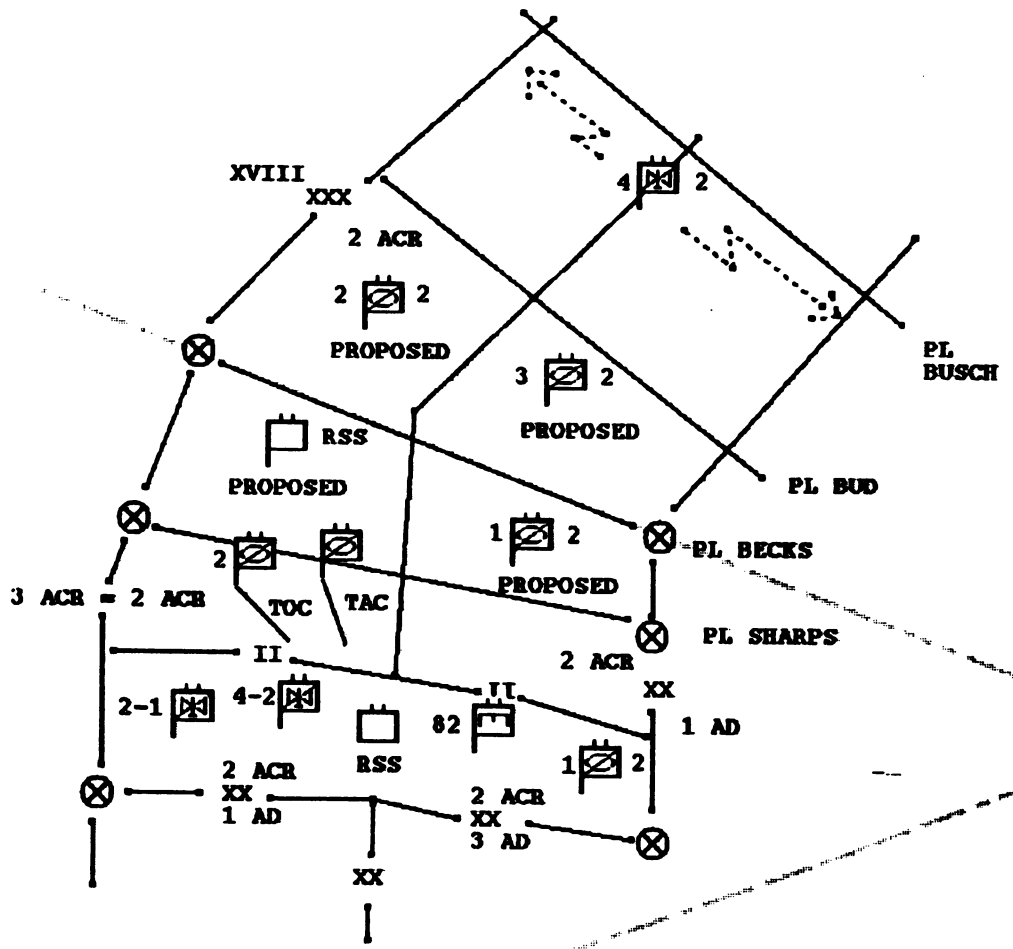 XVIII
XXX
4 2
2 ACR
2 2
PROPOSED
PL
BUSCH
3 2
PROPOSED
RSS
PROPOSED
PL BUD
1 2
PROPOSED
PL BECKS
2
TOC
TAC
3 ACR = 2 ACR
PL SHARPS
II
2 ACR
XX
1 AD
II
2-1
4-2
82
RSS
1 2
2 ACR
XX
1 AD
2 ACR
XX
3 AD
XX